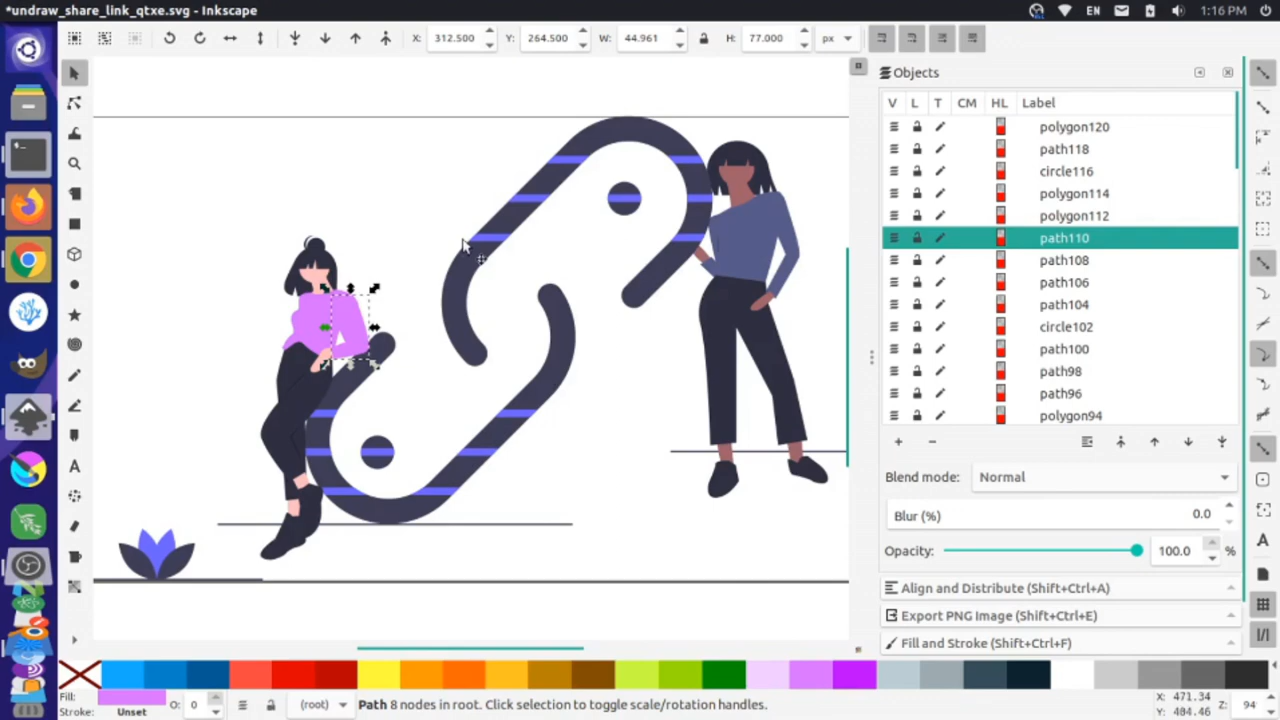 *undraw_share_link_qtxe.svg - Inkscape
EN
1:16 PM
X: 312.500
Y: 264.500
W: 44.961
H: 77.000
px
Objects
V L T CM HL Label
polygon120
path118
circle116
polygon114
polygon112
path110
path108
path106
path104
circle102
path100
path98
path96
polygon94
Blend mode: Normal
Blur (%) 0.0
Opacity: 100.0 %
Align and Distribute (Shift+Ctrl+A)
Export PNG Image (Shift+Ctrl+E)
Fill and Stroke (Shift+Ctrl+F)
Fill:
Stroke: Unset
O: 0
(root)
Path 8 nodes in root. Click selection to toggle scale/rotation handles.
X: 471.34
Y: 404.46
Z: 94